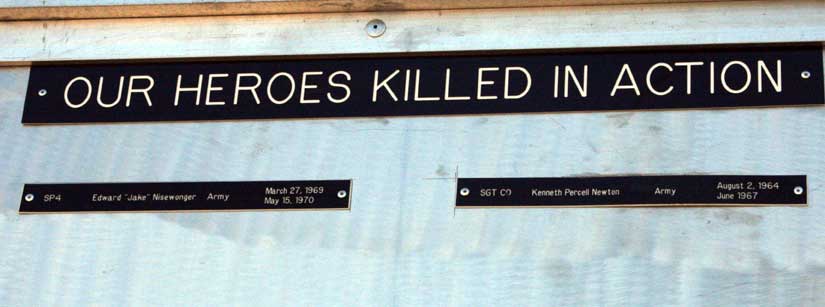 OUR HEROES KILLED IN ACTION
SP4 Edward "Jake" Nisewonger Army March 27, 1969
May 15, 1970
SGT CO Kenneth Percell Newton Army August 2, 1964
June 1967